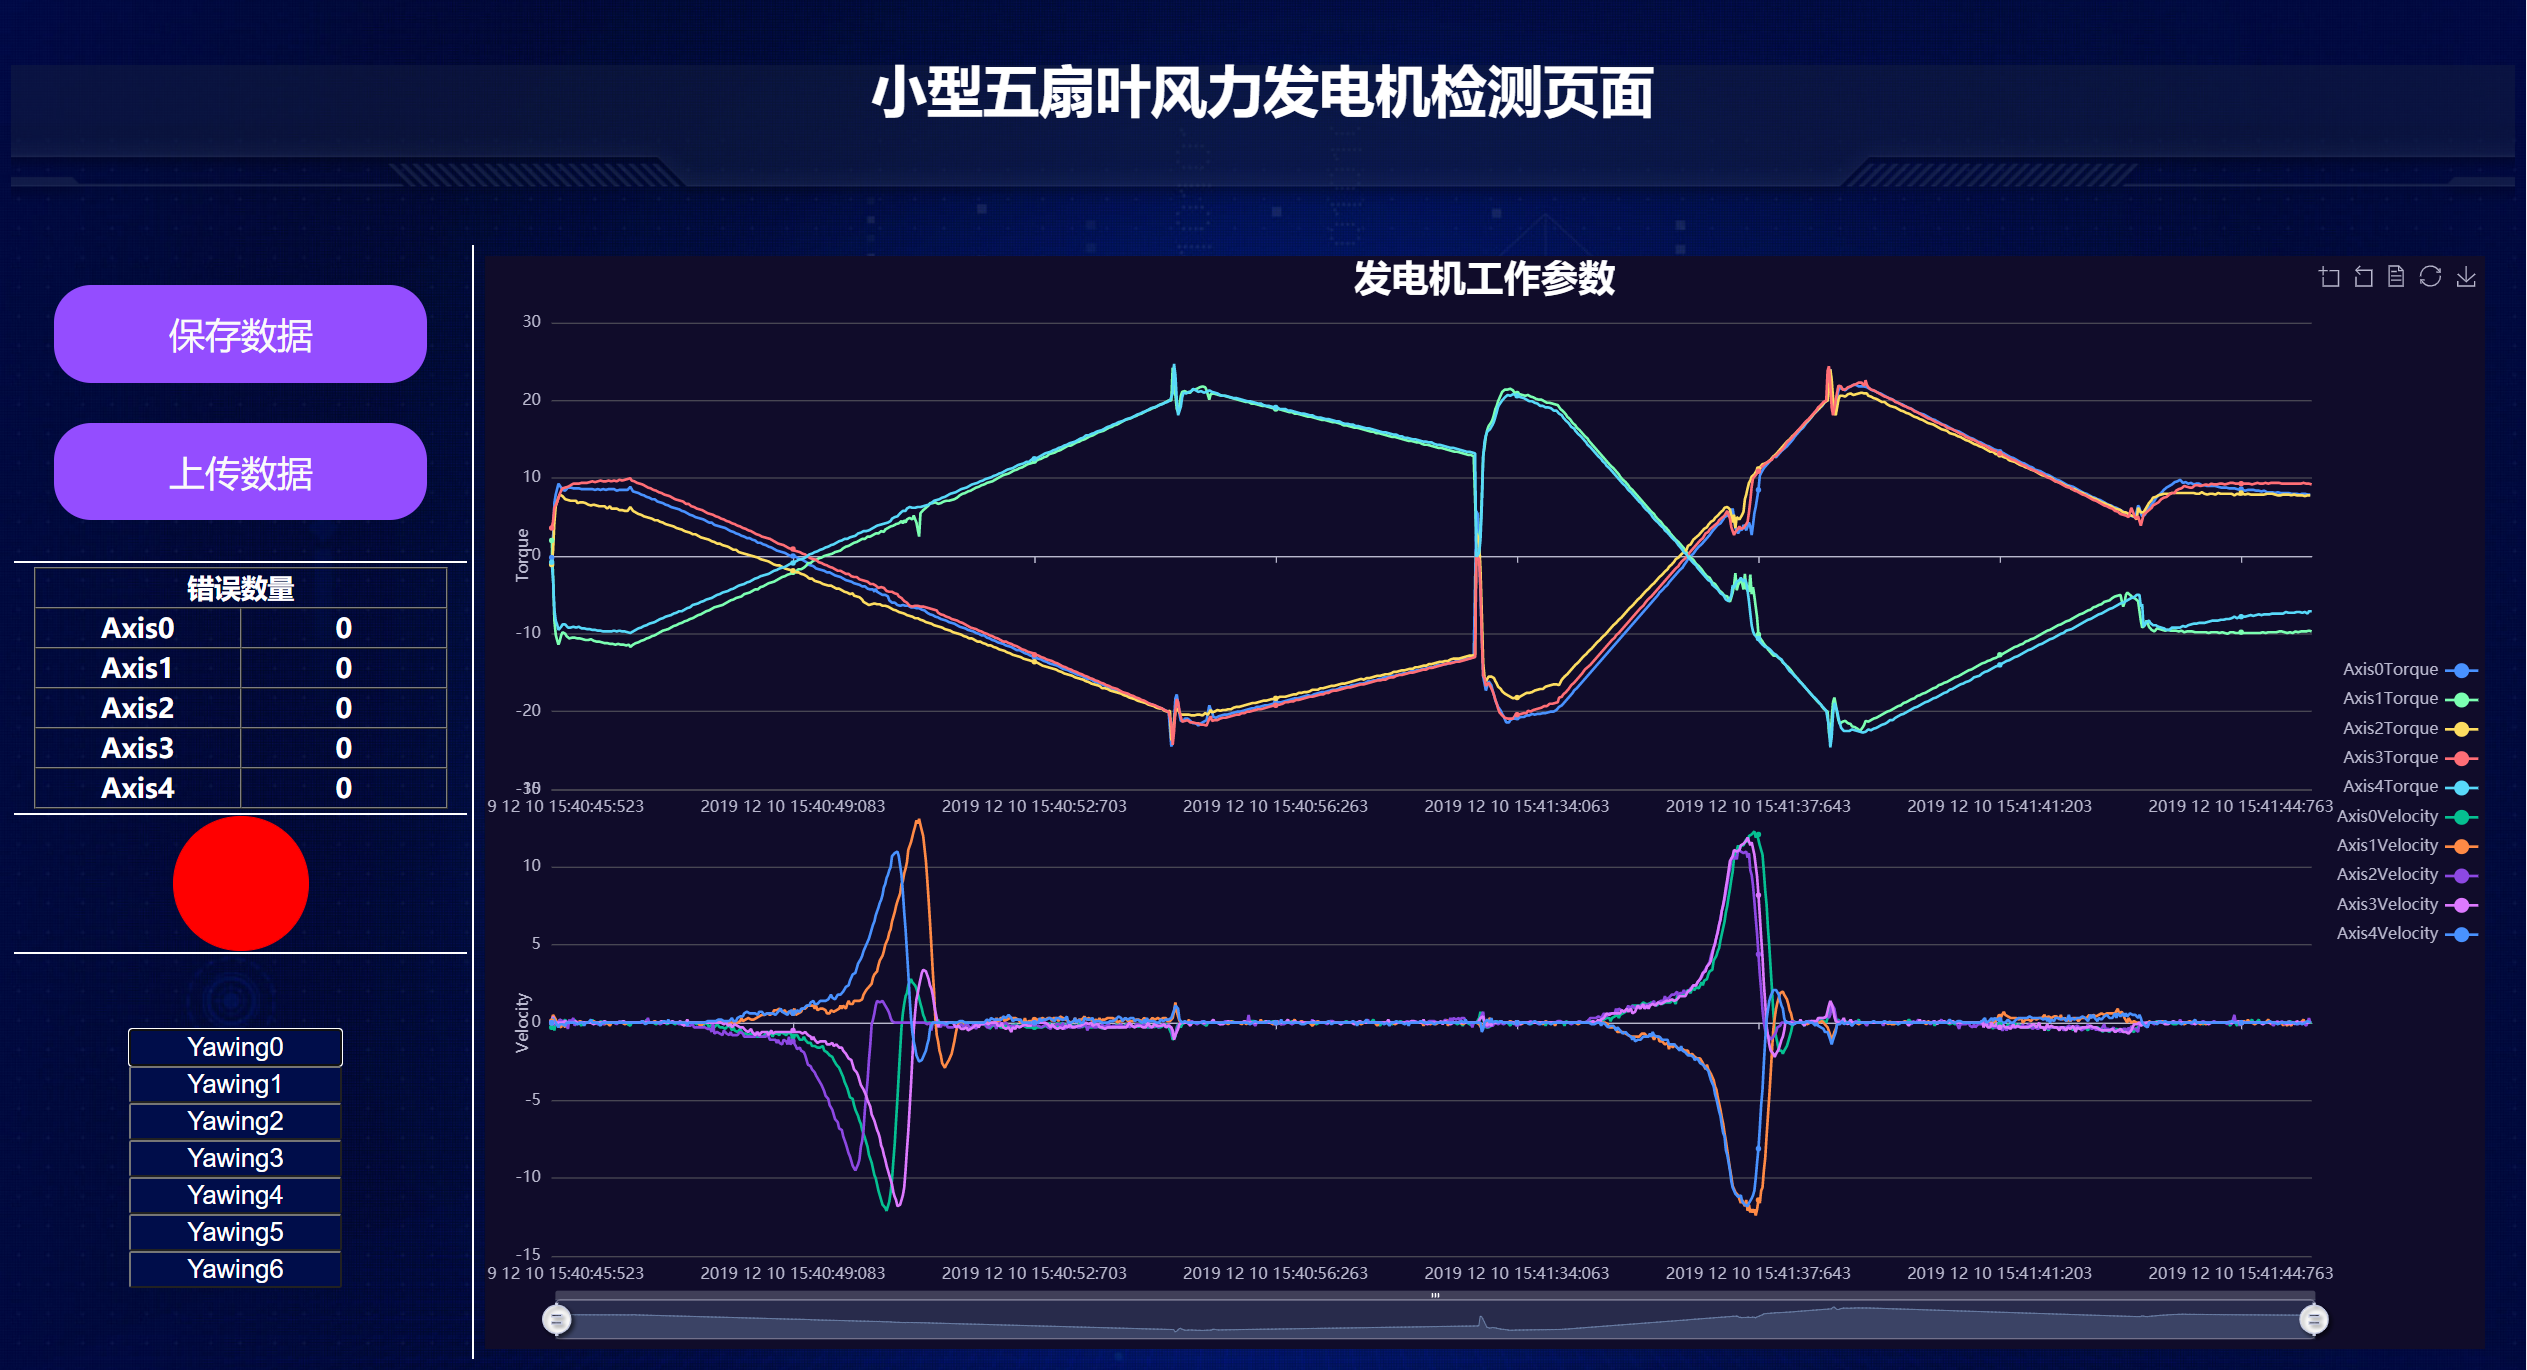 小型五扇叶风力发电机检测页面
保存数据
上传数据
错误数量
Axis0 0
Axis1 0
Axis2 0
Axis3 0
Axis4 0
Yawing0
Yawing1
Yawing2
Yawing3
Yawing4
Yawing5
Yawing6
发电机工作参数
30
20
10
0
-10
-20
Torque
9 12 10 15:40:45:523 2019 12 10 15:40:49:083 2019 12 10 15:40:52:703 2019 12 10 15:40:56:263 2019 12 10 15:41:34:063 2019 12 10 15:41:37:643 2019 12 10 15:41:41:203 2019 12 10 15:41:44:763
10
5
0
-5
-10
-15
Velocity
9 12 10 15:40:45:523 2019 12 10 15:40:49:083 2019 12 10 15:40:52:703 2019 12 10 15:40:56:263 2019 12 10 15:41:34:063 2019 12 10 15:41:37:643 2019 12 10 15:41:41:203 2019 12 10 15:41:44:763
Axis0Torque
Axis1Torque
Axis2Torque
Axis3Torque
Axis4Torque
Axis0Velocity
Axis1Velocity
Axis2Velocity
Axis3Velocity
Axis4Velocity